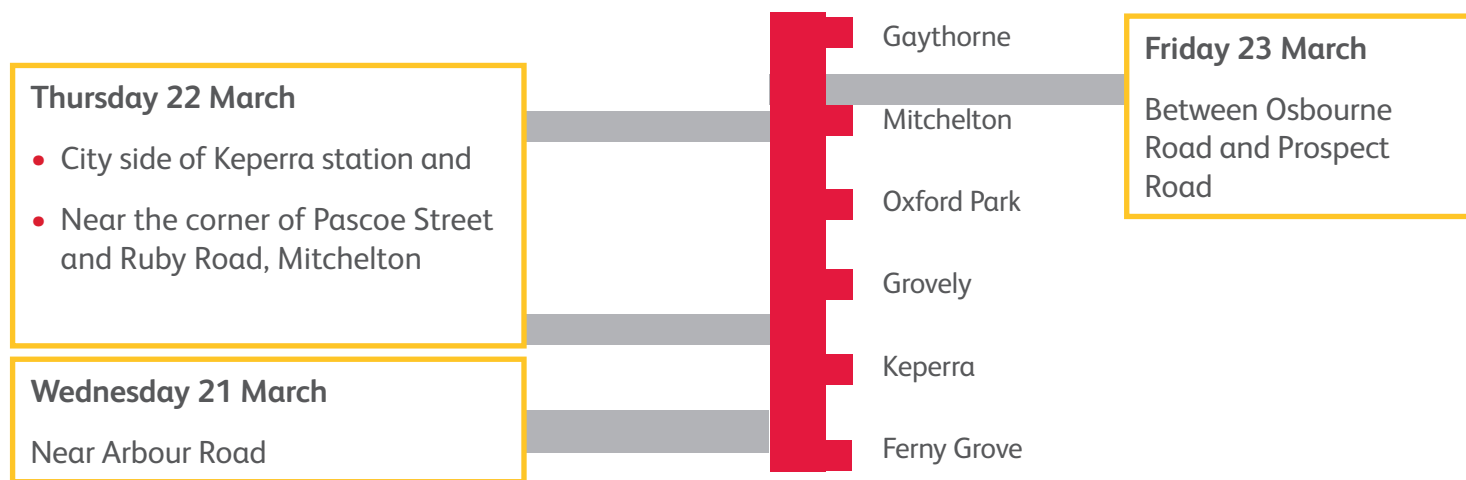 Thursday 22 March
• City side of Keperra station and
• Near the corner of Pascoe Street
and Ruby Road, Mitchelton
Wednesday 21 March
Near Arbour Road
Gaythorne
Mitchelton
Oxford Park
Grovely
Keperra
Ferny Grove
Friday 23 March
Between Osbourne
Road and Prospect
Road